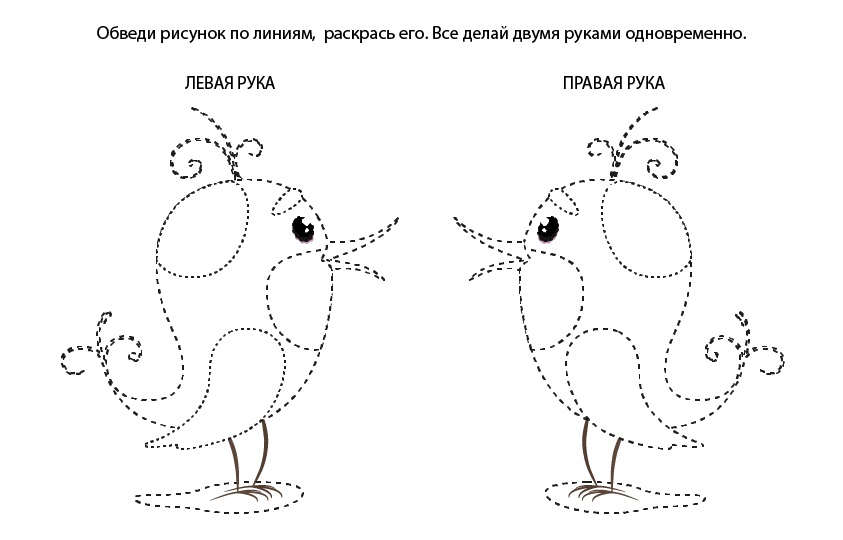 Обведи рисунок по линиям, раскрась его. Все делай двумя руками одновременно.
ЛЕВАЯ РУКА
ПРАВАЯ РУКА